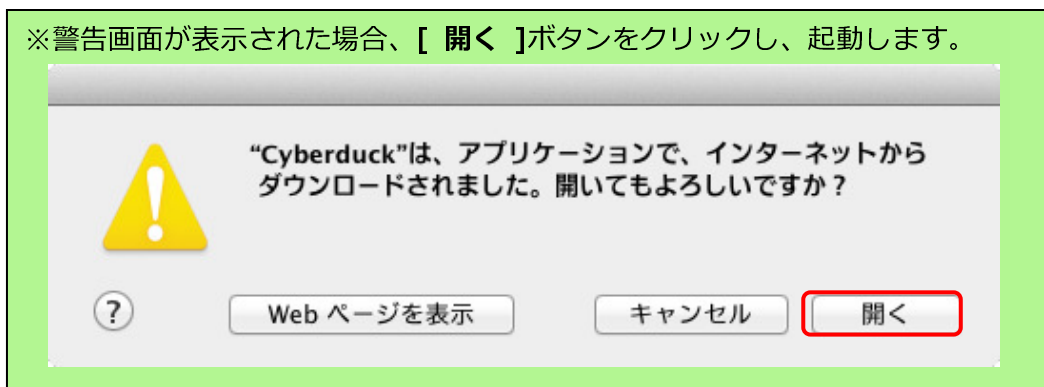 ※警告画面が表示された場合、[ 開く ]ボタンをクリックし、起動します。
“Cyberduck”は、アプリケーションで、インターネットから
ダウンロードされました。開いてもよろしいですか？
? Web ページを表示 キャンセル 開く